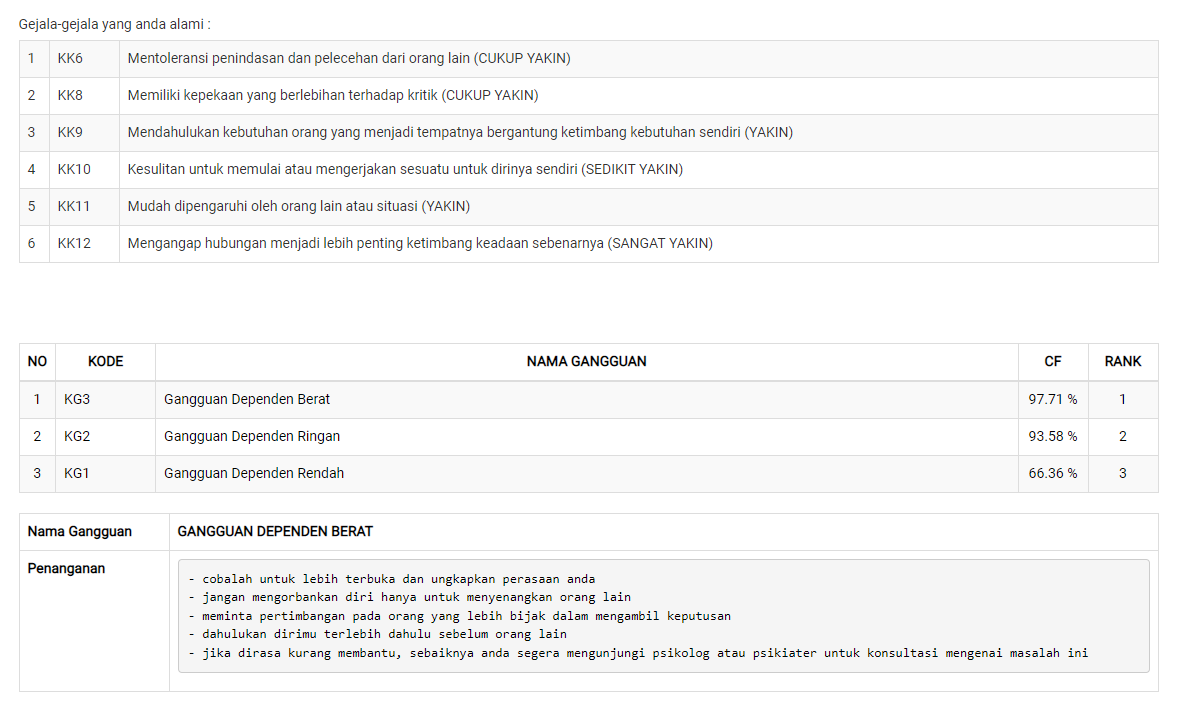 Gejala-gejala yang anda alami :
1 KK6 Mentoleransi penindasan dan pelecehan dari orang lain (CUKUP YAKIN)
2 KK8 Memiliki kepekaan yang berlebihan terhadap kritik (CUKUP YAKIN)
3 KK9 Mendahulukan kebutuhan orang yang menjadi tempatnya bergantung ketimbang kebutuhan sendiri (YAKIN)
4 KK10 Kesulitan untuk memulai atau mengerjakan sesuatu untuk dirinya sendiri (SEDIKIT YAKIN)
5 KK11 Mudah dipengaruhi oleh orang lain atau situasi (YAKIN)
6 KK12 Mengangap hubungan menjadi lebih penting ketimbang keadaan sebenarnya (SANGAT YAKIN)
NO KODE NAMA GANGGUAN CF RANK
1 KG3 Gangguan Dependen Berat 97.71 % 1
2 KG2 Gangguan Dependen Ringan 93.58 % 2
3 KG1 Gangguan Dependen Rendah 66.36 % 3
Nama Gangguan GANGGUAN DEPENDEN BERAT
Penanganan
- cobalah untuk lebih terbuka dan ungkapkan perasaan anda
- jangan mengorbankan diri hanya untuk menyenangkan orang lain
- meminta pertimbangan pada orang yang lebih bijak dalam mengambil keputusan
- dahulukan dirimu terlebih dahulu sebelum orang lain
- jika dirasa kurang membantu, sebaiknya anda segera mengunjungi psikolog atau psikiater untuk konsultasi mengenai masalah ini